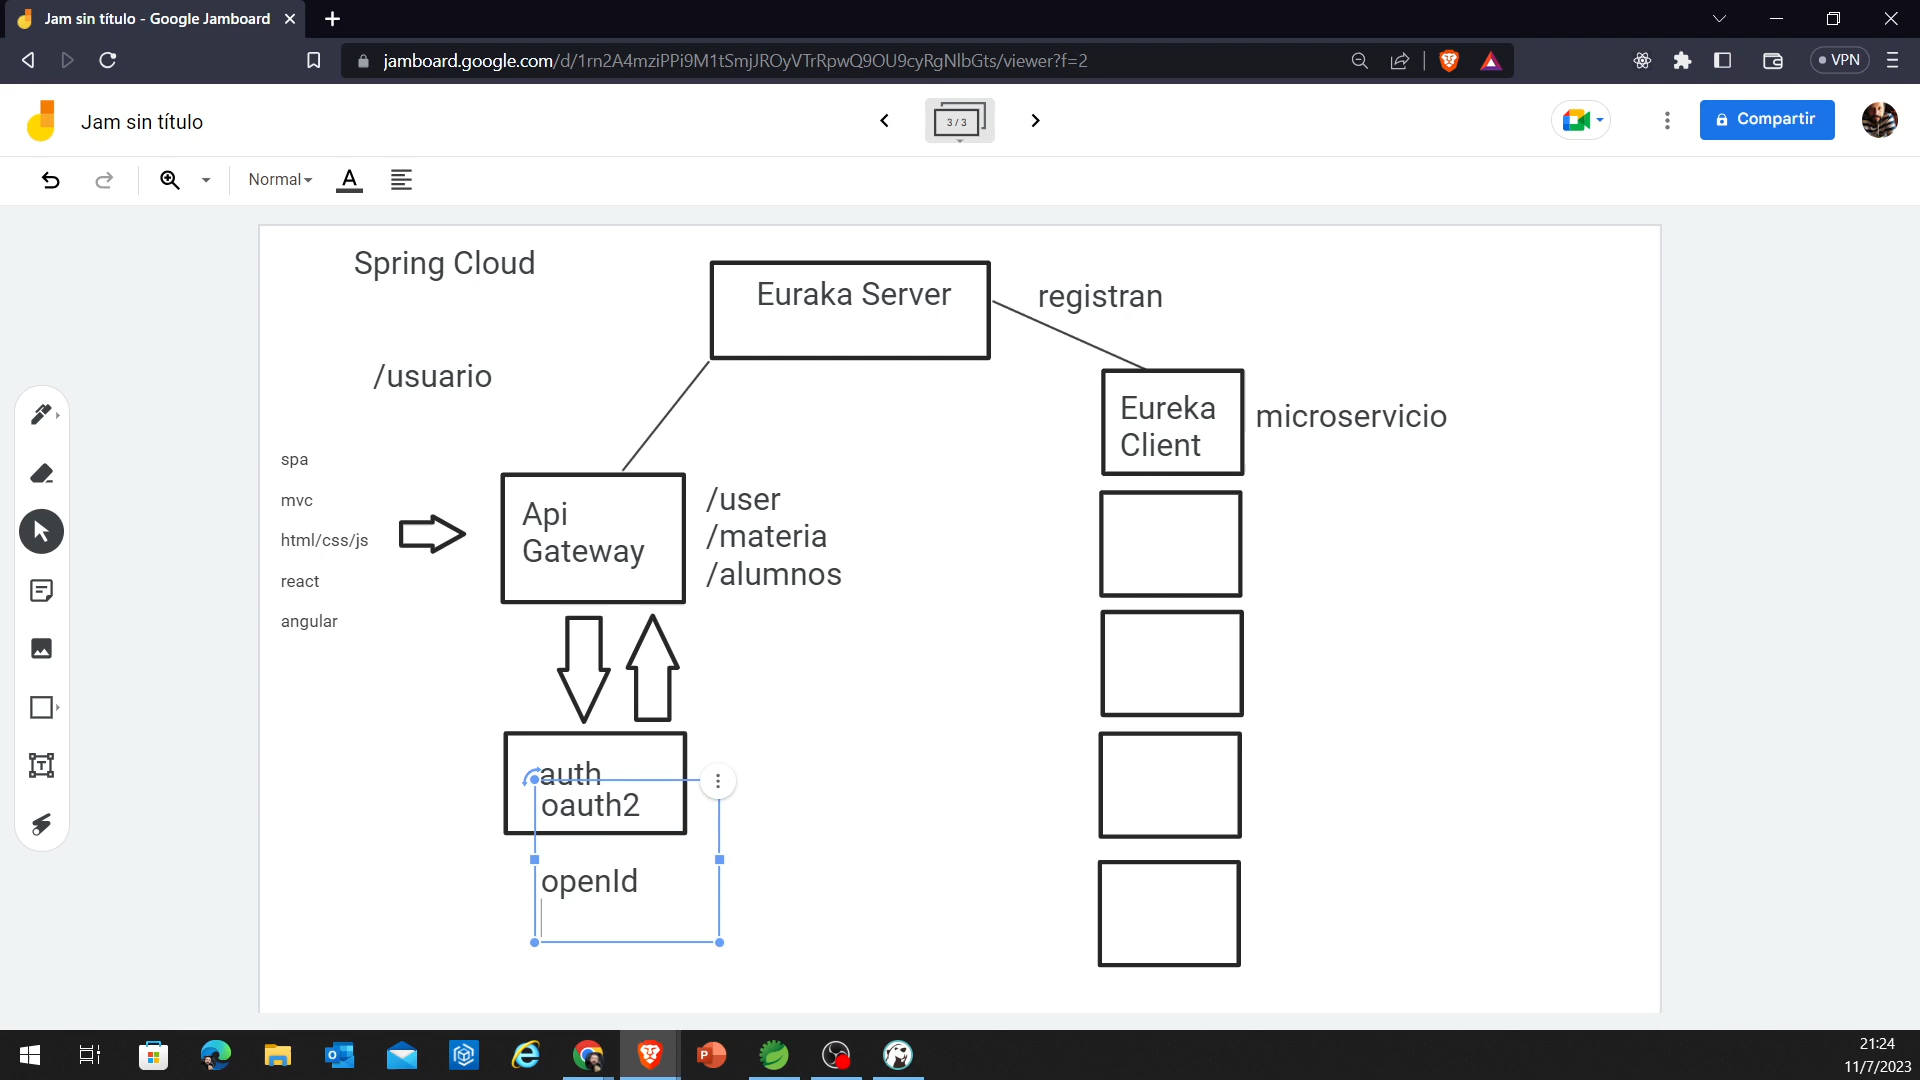 Jam sin título - Google Jamboard
jamboard.google.com/d/1rn2A4mziPPi9M1tSmjJROyVTrRpwQ9OU9cyRgNlbGts/viewer?f=2
VPN
Jam sin título
3 / 3
Compartir
Normal
A
Spring Cloud
Euraka Server
registran
/usuario
Eureka
Client
microservicio
spa
mvc
html/css/js
react
angular
Api
Gateway
/user
/materia
/alumnos
auth
oauth2
openId
21:24
11/7/2023